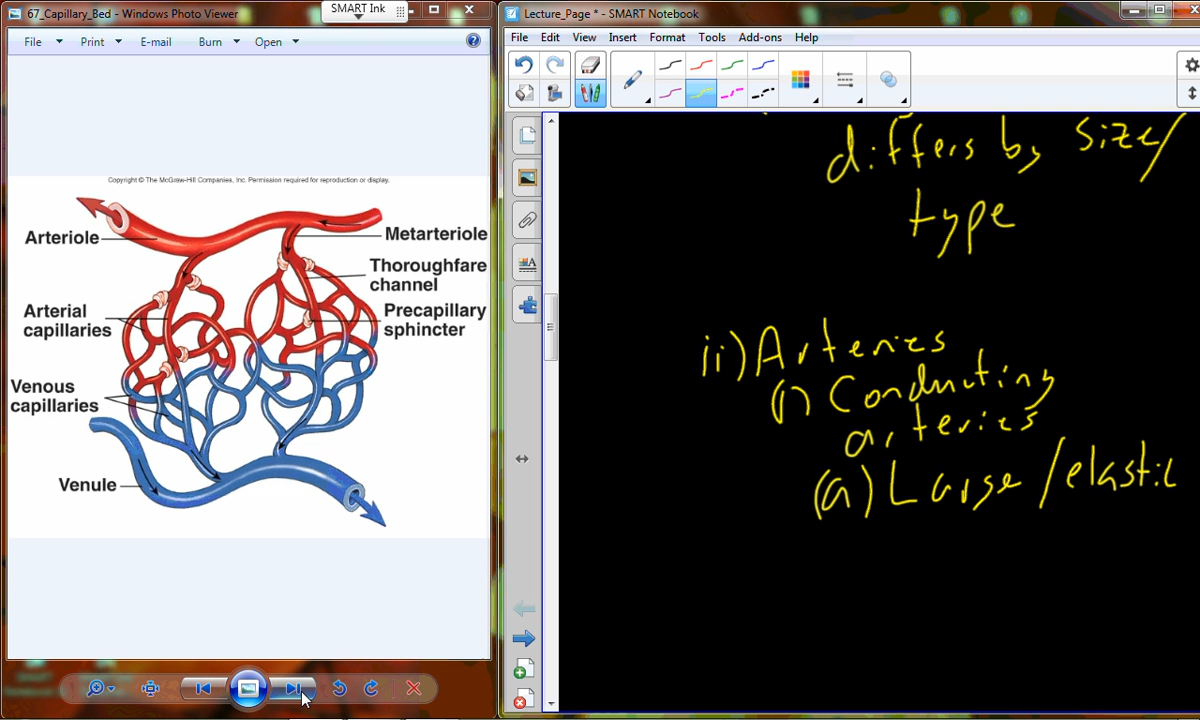 67_Capillary_Bed - Windows Photo Viewer
SMART Ink
File Print E-mail Burn Open
Copyright © The McGraw-Hill Companies, Inc. Permission required for reproduction or display.
Arteriole
Metarteriole
Thoroughfare
channel
Arterial
capillaries
Precapillary
sphincter
Venous
capillaries
Venule
Lecture_Page * - SMART Notebook
File Edit View Insert Format Tools Add-ons Help
differs by size/
type
ii) Arteries
(1) Conducting
arteries
(a) Large/elastic